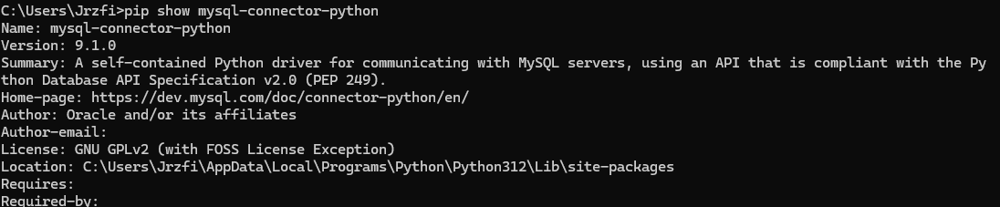 C:\Users\Jrzfi>pip show mysql-connector-python
Name: mysql-connector-python
Version: 9.1.0
Summary: A self-contained Python driver for communicating with MySQL servers, using an API that is compliant with the Py
thon Database API Specification v2.0 (PEP 249).
Home-page: https://dev.mysql.com/doc/connector-python/en/
Author: Oracle and/or its affiliates
Author-email:
License: GNU GPLv2 (with FOSS License Exception)
Location: C:\Users\Jrzfi\AppData\Local\Programs\Python\Python312\Lib\site-packages
Requires:
Required-by: